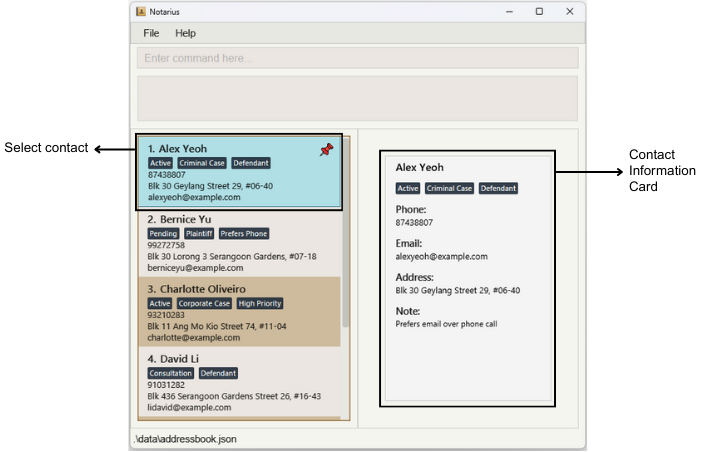 Notarius
File Help
Enter command here...
Select contact
1. Alex Yeoh
Active Criminal Case Defendant
87438807
Blk 30 Geylang Street 29, #06-40
alexyeoh@example.com
2. Bernice Yu
Pending Plaintiff Prefers Phone
99272758
Blk 30 Lorong 3 Serangoon Gardens, #07-18
berniceyu@example.com
3. Charlotte Oliveiro
Active Corporate Case High Priority
93210283
Blk 11 Ang Mo Kio Street 74, #11-04
charlotte@example.com
4. David Li
Consultation Defendant
91031282
Blk 436 Serangoon Gardens Street 26, #16-43
lidavid@example.com
Alex Yeoh
Active Criminal Case Defendant
Phone:
87438807
Email:
alexyeoh@example.com
Address:
Blk 30 Geylang Street 29, #06-40
Note:
Prefers email over phone call
Contact
Information
Card
.\data\addressbook.json